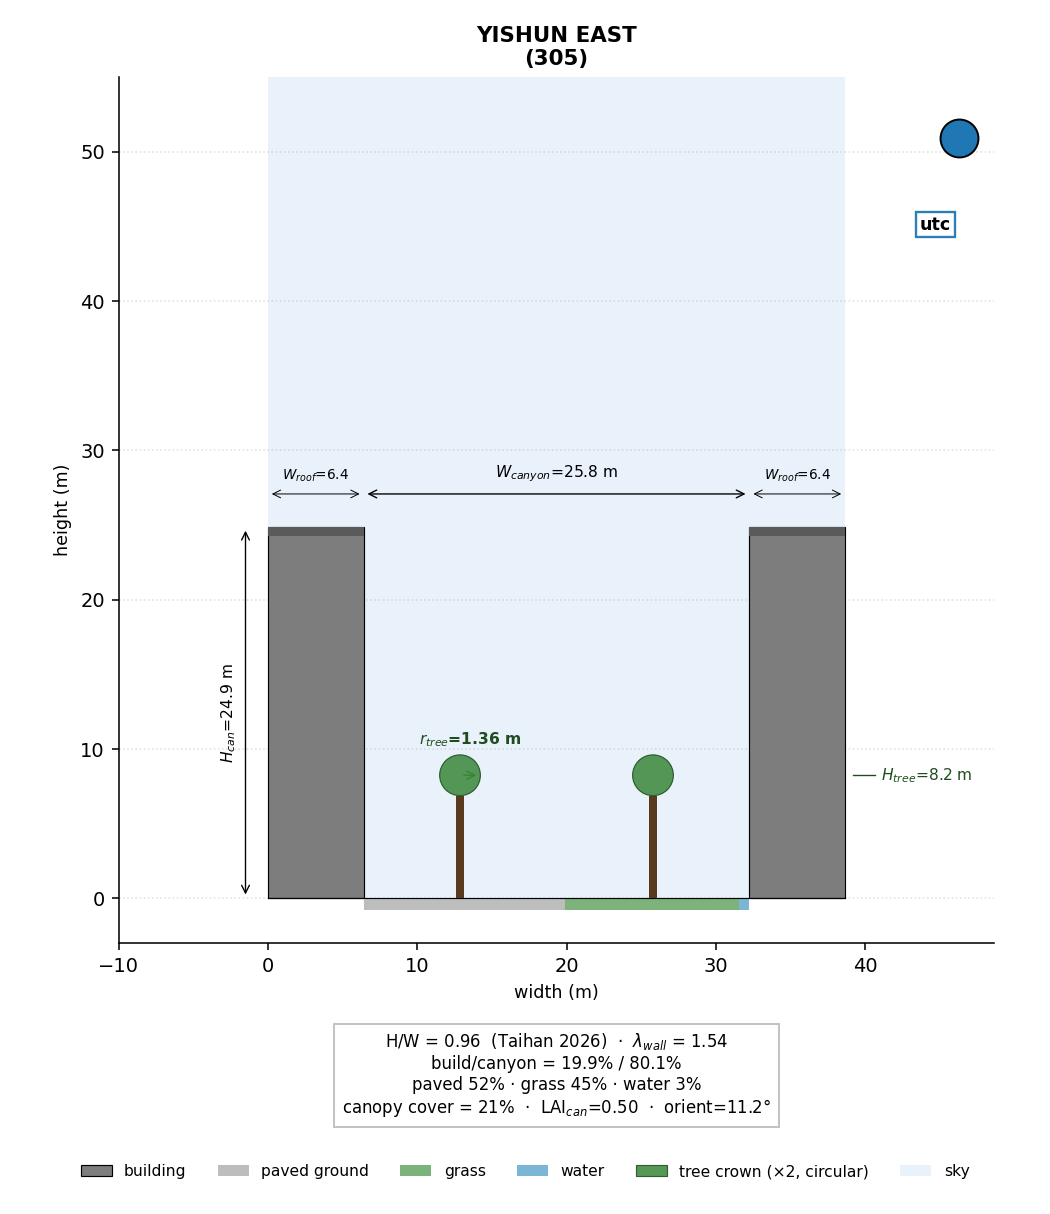 YISHUN EAST
(305)
50
utc
40
30
W_roof=6.4
W_canyon=25.8 m
W_roof=6.4
height (m)
20
H_can=24.9 m
10
r_tree=1.36 m
H_tree=8.2 m
0
−10
0
10
20
30
40
width (m)
H/W = 0.96 (Taihan 2026) · λ_wall = 1.54
build/canyon = 19.9% / 80.1%
paved 52% · grass 45% · water 3%
canopy cover = 21% · LAI_can=0.50 · orient=11.2°
building
paved ground
grass
water
tree crown (×2, circular)
sky